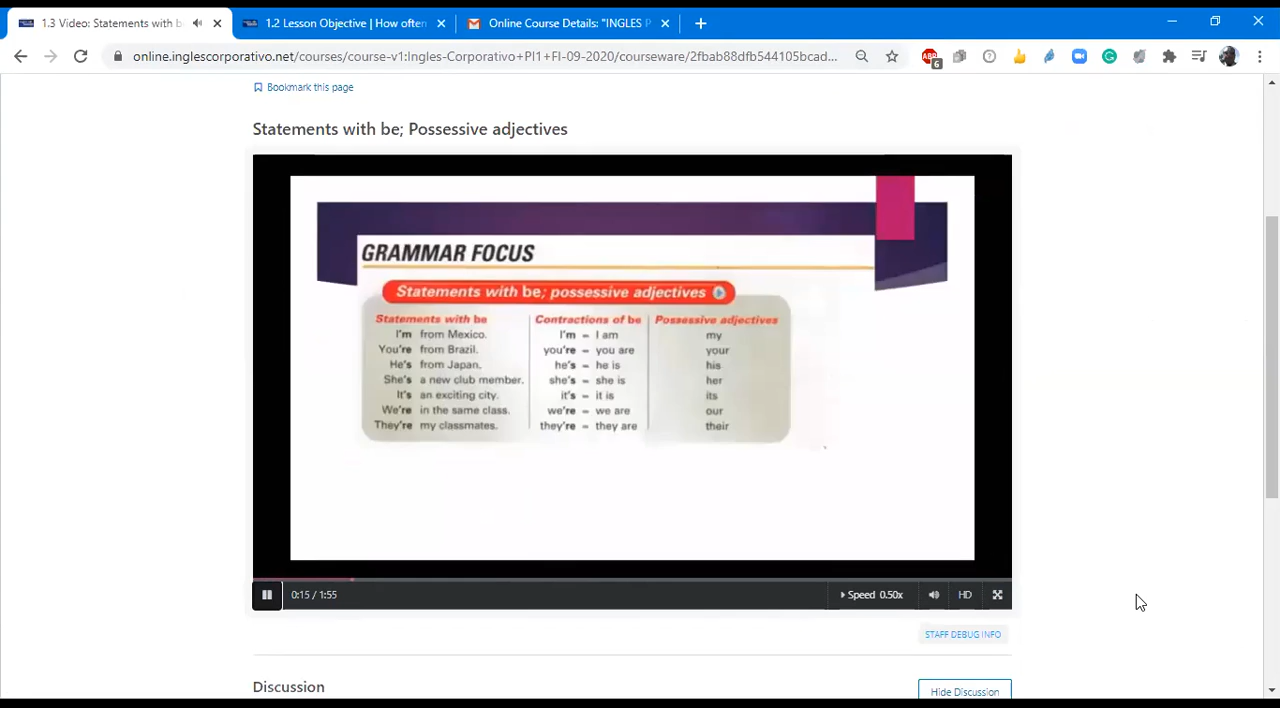 1.3 Video: Statements with b
1.2 Lesson Objective | How often
Online Course Details: "INGLES P
online.inglescorporativo.net/courses/course-v1:Ingles-Corporativo+PI1+FI-09-2020/courseware/2fbab88dfb544105bcad...
ABP
6
Bookmark this page
Statements with be; Possessive adjectives
GRAMMAR FOCUS
Statements with be; possessive adjectives
Statements with be Contractions of be Possessive adjectives
I'm from Mexico. I'm = I am my
You're from Brazil. you're = you are your
He's from Japan. he's = he is his
She's a new club member. she's = she is her
It's an exciting city. it's = it is its
We're in the same class. we're = we are our
They're my classmates. they're = they are their
0:15 / 1:55 Speed 0.50x HD
STAFF DEBUG INFO
Discussion
Hide Discussion